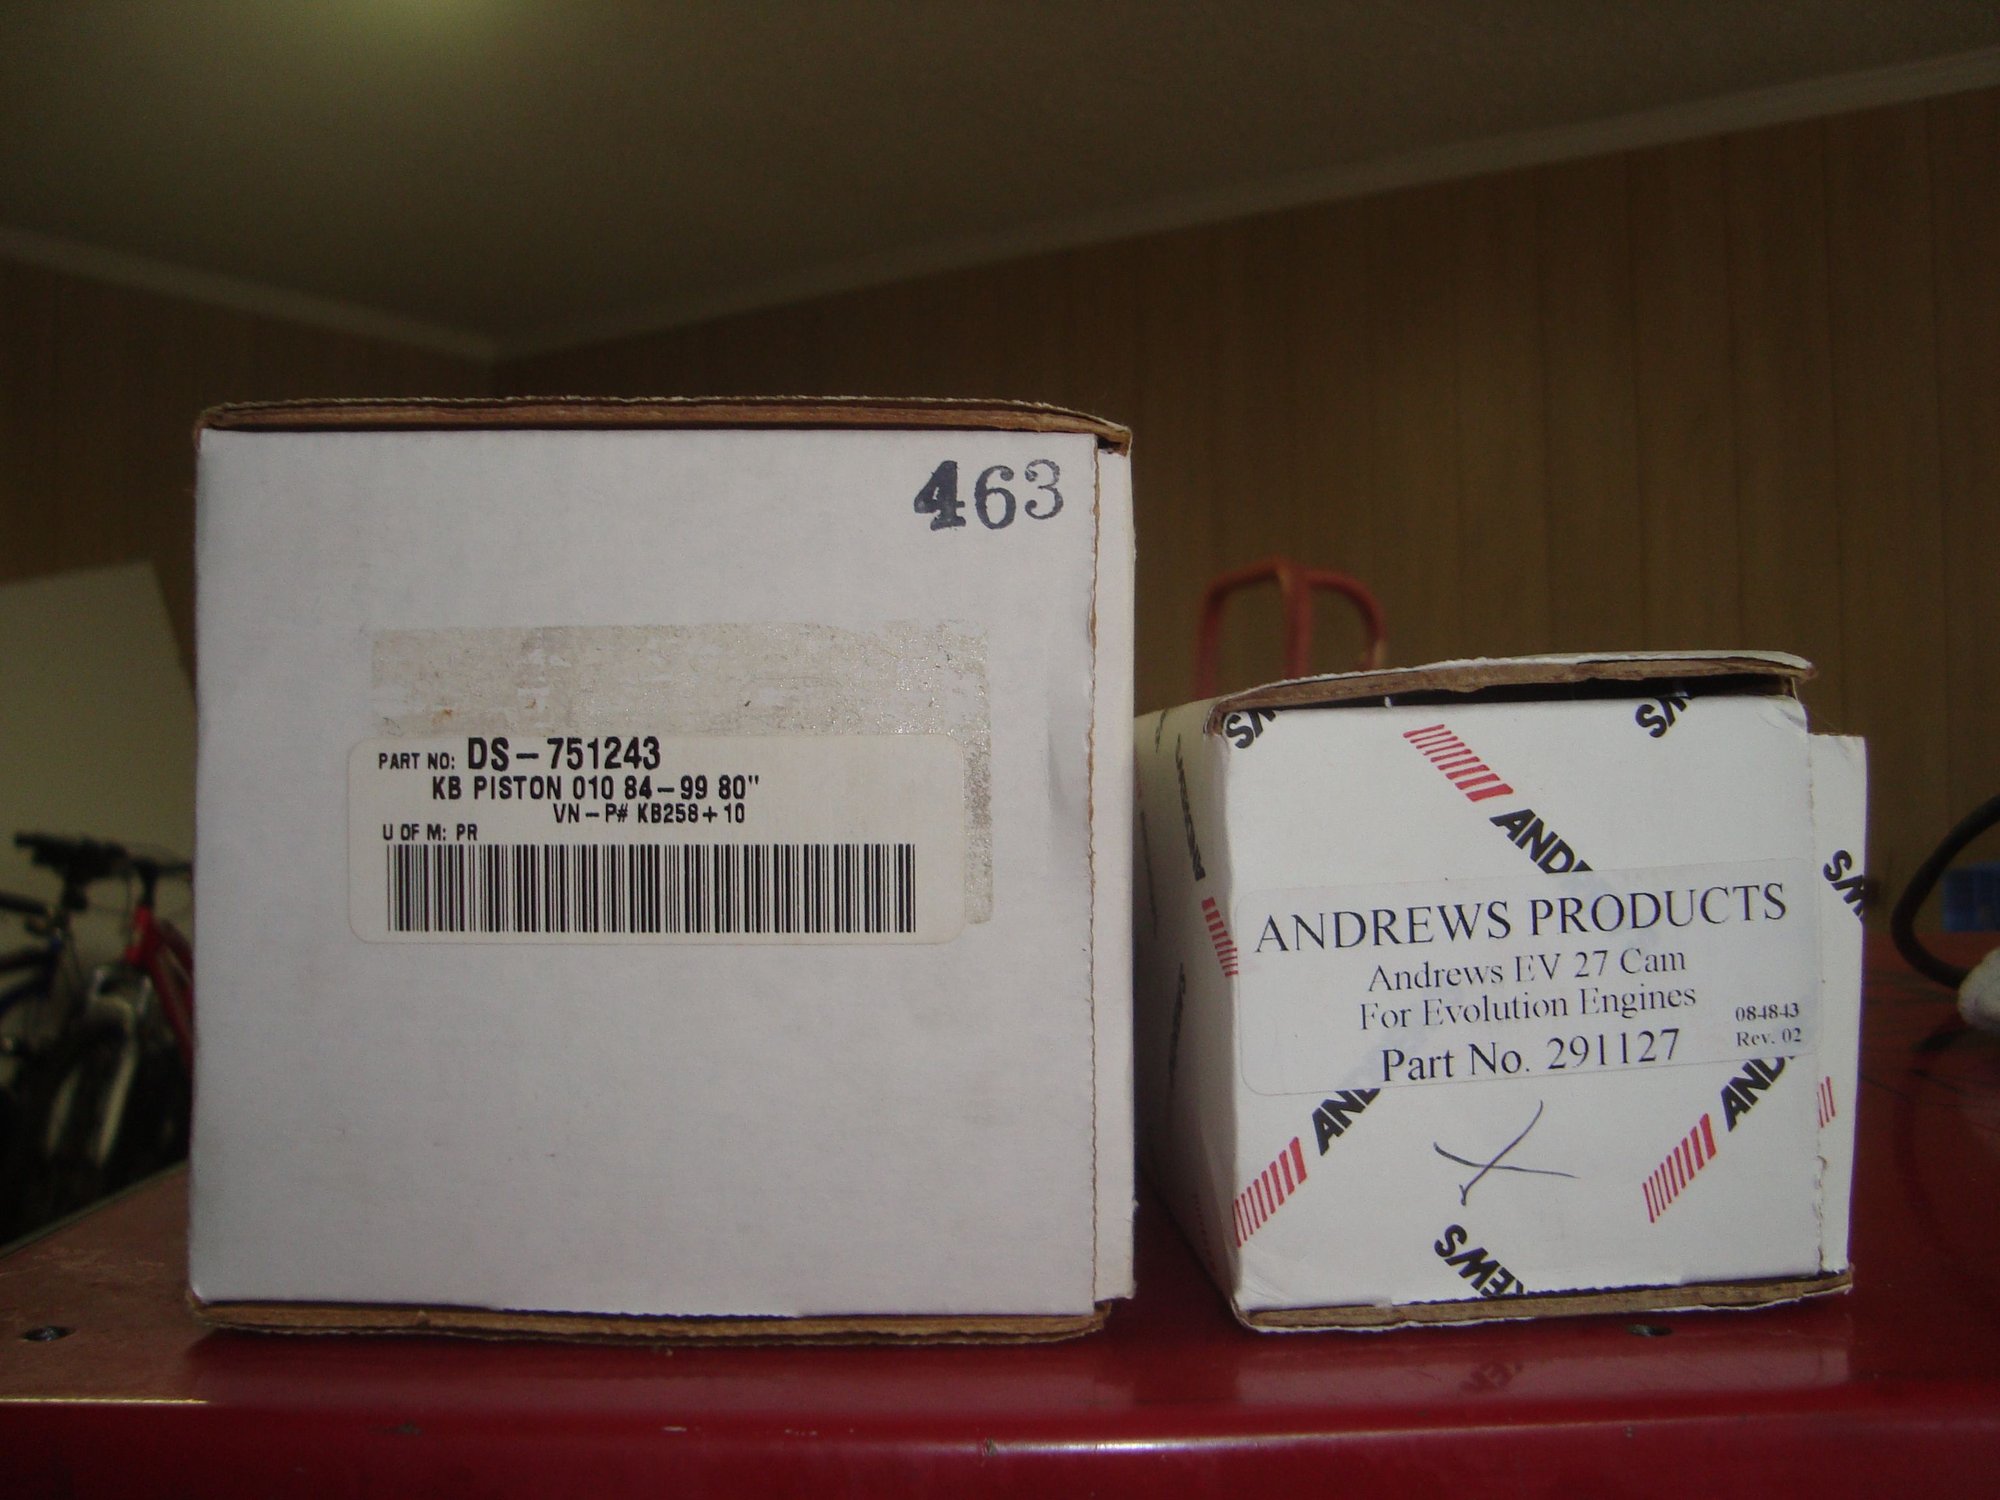 463
PART NO: DS-751243
KB PISTON 010 84-99 80"
VN-P# KB258+10
U OF M: PR
ANDREWS PRODUCTS
Andrews EV 27 Cam
For Evolution Engines
084843
Part No. 291127
Rev. 02